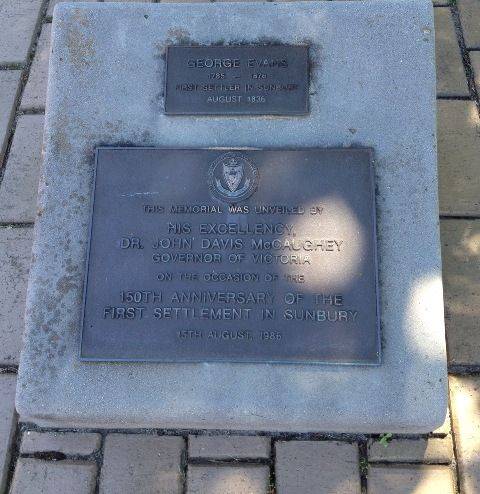 GEORGE EVANS
1785 — 1876
FIRST SETTLER IN SUNBURY
AUGUST 1836
THIS MEMORIAL WAS UNVEILED BY
HIS EXCELLENCY,
DR. JOHN DAVIS McCAUGHEY
GOVERNOR OF VICTORIA
ON THE OCCASION OF THE
150TH ANNIVERSARY OF THE
FIRST SETTLEMENT IN SUNBURY
15TH AUGUST, 1986